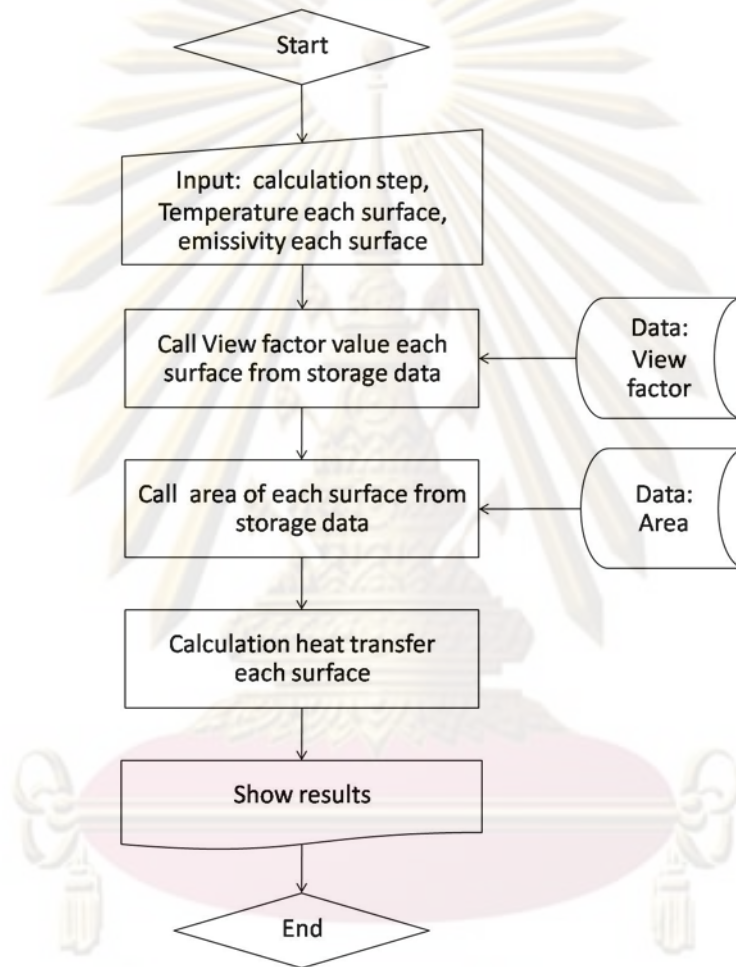 Start
Input: calculation step,
Temperature each surface,
emissivity each surface
Call View factor value each
surface from storage data
Data:
View
factor
Call area of each surface from
storage data
Data:
Area
Calculation heat transfer
each surface
Show results
End